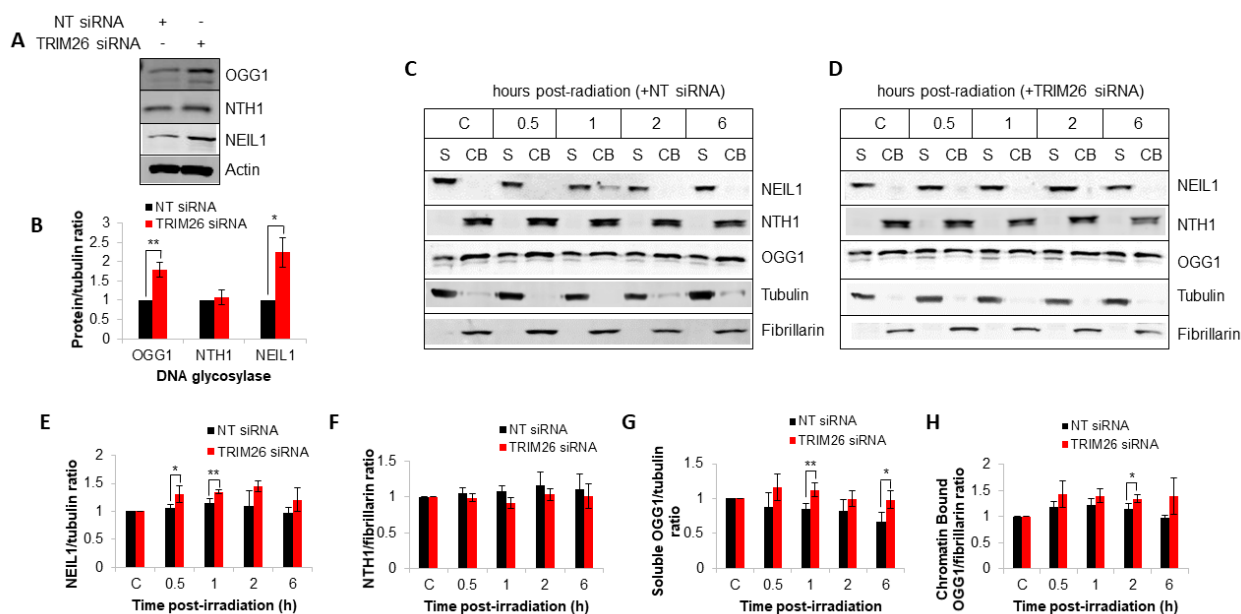 A
NT siRNA + -
TRIM26 siRNA - +
OGG1
NTH1
NEIL1
Actin
B
NT siRNA
TRIM26 siRNA
Protein/tubulin ratio
3
2.5
2
1.5
1
0.5
0
**
*
OGG1 NTH1 NEIL1
DNA glycosylase
C
hours post-radiation (+NT siRNA)
C 0.5 1 2 6
S CB S CB S CB S CB S CB
NEIL1
NTH1
OGG1
Tubulin
Fibrillarin
D
hours post-radiation (+TRIM26 siRNA)
C 0.5 1 2 6
S CB S CB S CB S CB S CB
NEIL1
NTH1
OGG1
Tubulin
Fibrillarin
E
NT siRNA
TRIM26 siRNA
NEIL1/tubulin ratio
2
1.5
1
0.5
0
* **
C 0.5 1 2 6
Time post-irradiation (h)
F
NT siRNA
TRIM26 siRNA
NTH1/fibrillarin ratio
2
1.5
1
0.5
0
C 0.5 1 2 6
Time post-irradiation (h)
G
NT siRNA
TRIM26 siRNA
Soluble OGG1/tubulin
ratio
2
1.5
1
0.5
0
** *
C 0.5 1 2 6
Time post-irradiation
H
NT siRNA
TRIM26 siRNA
Chromatin Bound
OGG1/fibrillarin ratio
2
1.5
1
0.5
0
*
C 0.5 1 2 6
Time post-irradiation (h)